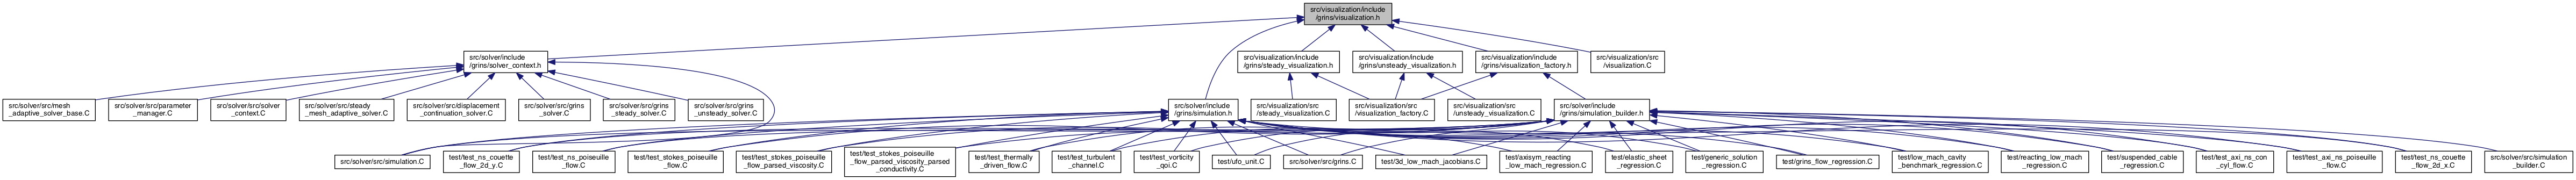 src/visualization/include
/grins/visualization.h
src/solver/include
/grins/solver_context.h
src/visualization/include
/grins/steady_visualization.h
src/visualization/include
/grins/unsteady_visualization.h
src/visualization/include
/grins/visualization_factory.h
src/visualization/src
/visualization.C
src/solver/src/mesh
_adaptive_solver_base.C
src/solver/src/parameter
_manager.C
src/solver/src/solver
_context.C
src/solver/src/steady
_mesh_adaptive_solver.C
src/solver/src/displacement
_continuation_solver.C
src/solver/src/grins
_solver.C
src/solver/src/grins
_steady_solver.C
src/solver/src/grins
_unsteady_solver.C
src/solver/include
/grins/simulation.h
src/visualization/src
/steady_visualization.C
src/visualization/src
/visualization_factory.C
src/visualization/src
/unsteady_visualization.C
src/solver/include
/grins/simulation_builder.h
src/solver/src/simulation.C
test/test_ns_couette
_flow_2d_y.C
test/test_ns_poiseuille
_flow.C
test/test_stokes_poiseuille
_flow.C
test/test_stokes_poiseuille
_flow_parsed_viscosity.C
test/test_stokes_poiseuille
_flow_parsed_viscosity_parsed
_conductivity.C
test/test_thermally
_driven_flow.C
test/test_turbulent
_channel.C
test/test_vorticity
_qoi.C
test/ufo_unit.C
src/solver/src/grins.C
test/3d_low_mach_jacobians.C
test/axisym_reacting
_low_mach_regression.C
test/elastic_sheet
_regression.C
test/generic_solution
_regression.C
test/grins_flow_regression.C
test/low_mach_cavity
_benchmark_regression.C
test/reacting_low_mach
_regression.C
test/suspended_cable
_regression.C
test/test_axi_ns_con
_cyl_flow.C
test/test_axi_ns_poiseuille
_flow.C
test/test_ns_couette
_flow_2d_x.C
src/solver/src/simulation
_builder.C